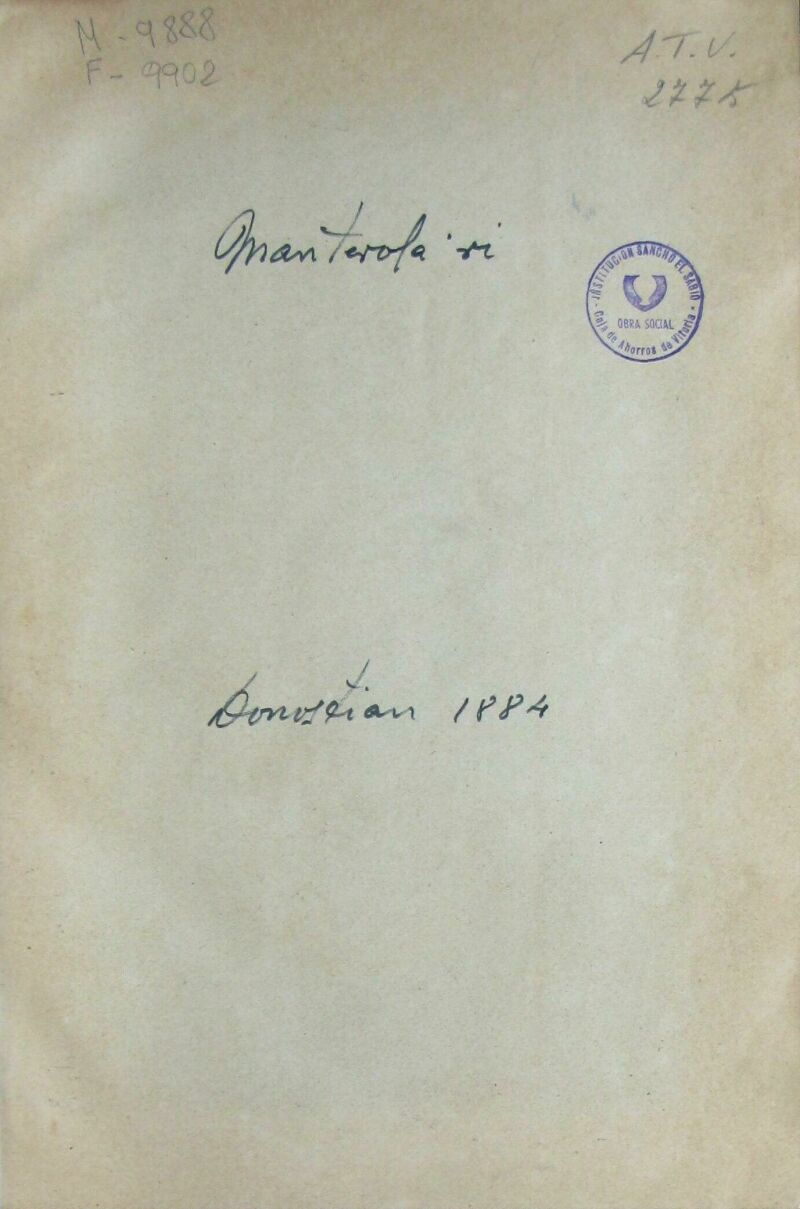 M-9888
F-9902
A.T.V.
2775
Manterola'ri
INSTITUCION SANCHO EL SABIO
OBRA SOCIAL
Caja de Ahorros de Vitoria
Donostian 1884